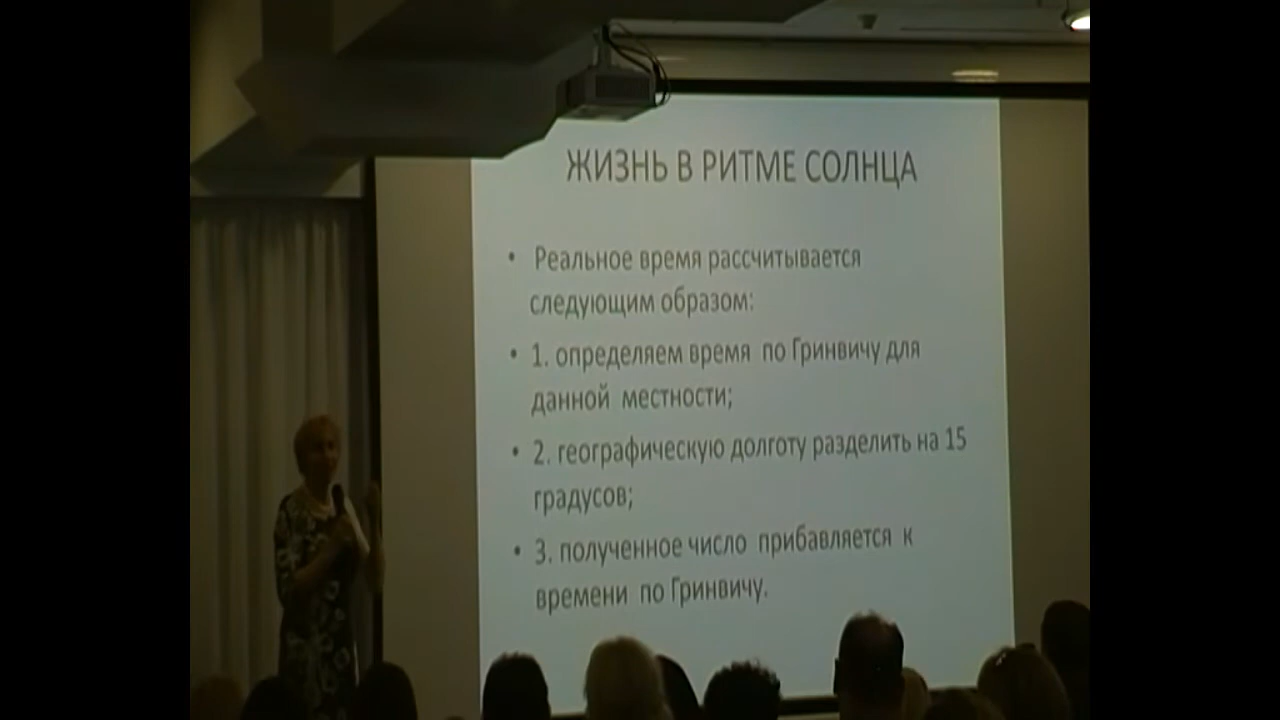 ЖИЗНЬ В РИТМЕ СОЛНЦА
• Реальное время рассчитывается
следующим образом:
• 1. определяем время по Гринвичу для
данной местности;
• 2. географическую долготу разделить на 15
градусов;
• 3. полученное число прибавляется к
времени по Гринвичу.